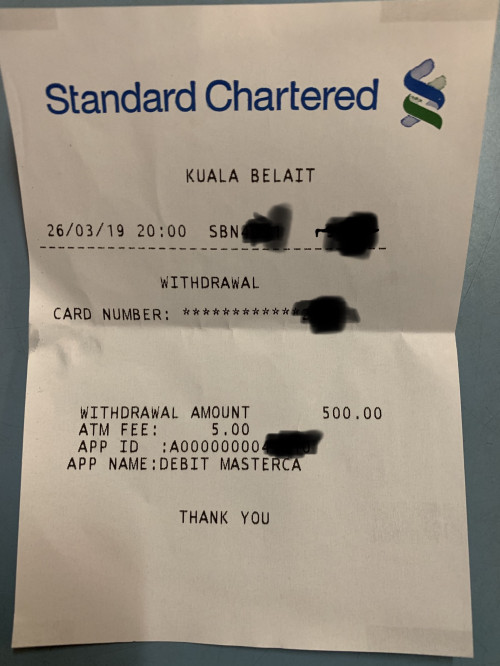 Standard Chartered
KUALA BELAIT
26/03/19 20:00 SBN
WITHDRAWAL
CARD NUMBER: ************
WITHDRAWAL AMOUNT 500.00
ATM FEE: 5.00
APP ID :A00000000
APP NAME:DEBIT MASTERCA
THANK YOU